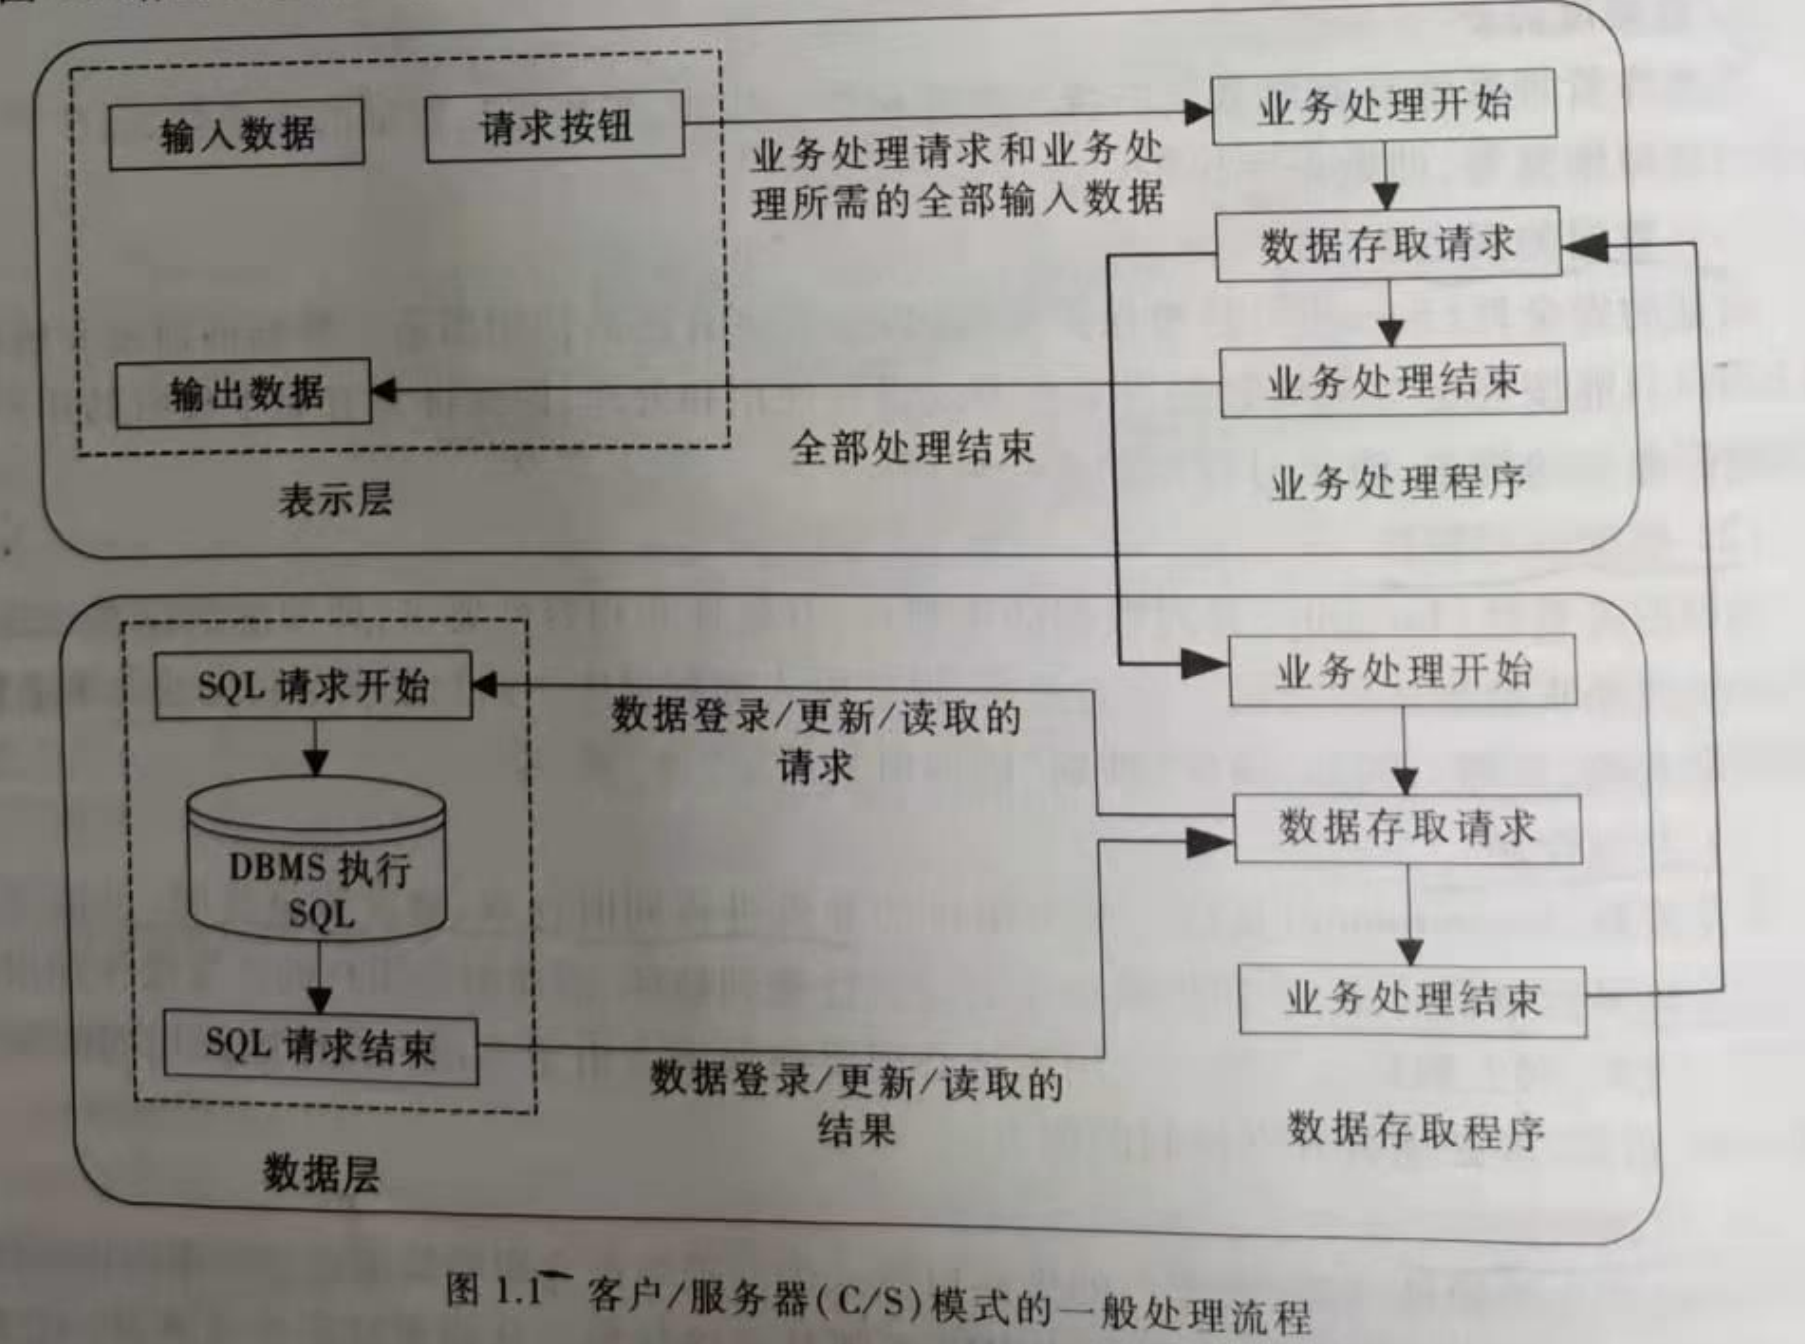 输入数据
请求按钮
业务处理请求和业务处
理所需的全部输入数据
业务处理开始
数据存取请求
业务处理结束
输出数据
全部处理结束
表示层
业务处理程序
SQL 请求开始
数据登录/更新/读取的
请求
业务处理开始
DBMS 执行
SQL
数据存取请求
SQL 请求结束
数据登录/更新/读取的
结果
业务处理结束
数据层
数据存取程序
图 1.1 客户/服务器(C/S)模式的一般处理流程